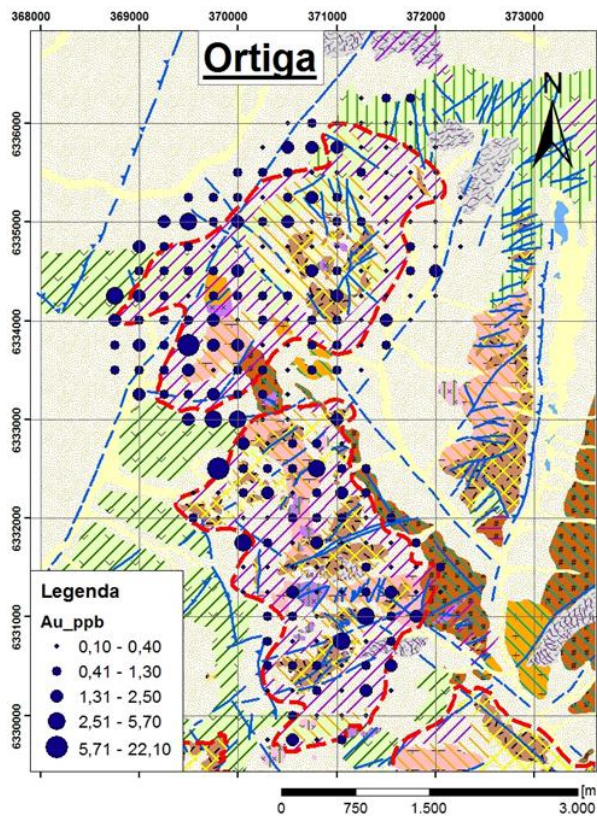 368000 369000 370000 371000 372000 373000
Ortiga
N
6336000
6335000
6334000
6333000
6332000
6331000
6330000
Legenda
Au_ppb
0,10 - 0,40
0,41 - 1,30
1,31 - 2,50
2,51 - 5,70
5,71 - 22,10
0 750 1.500 3.000 [m